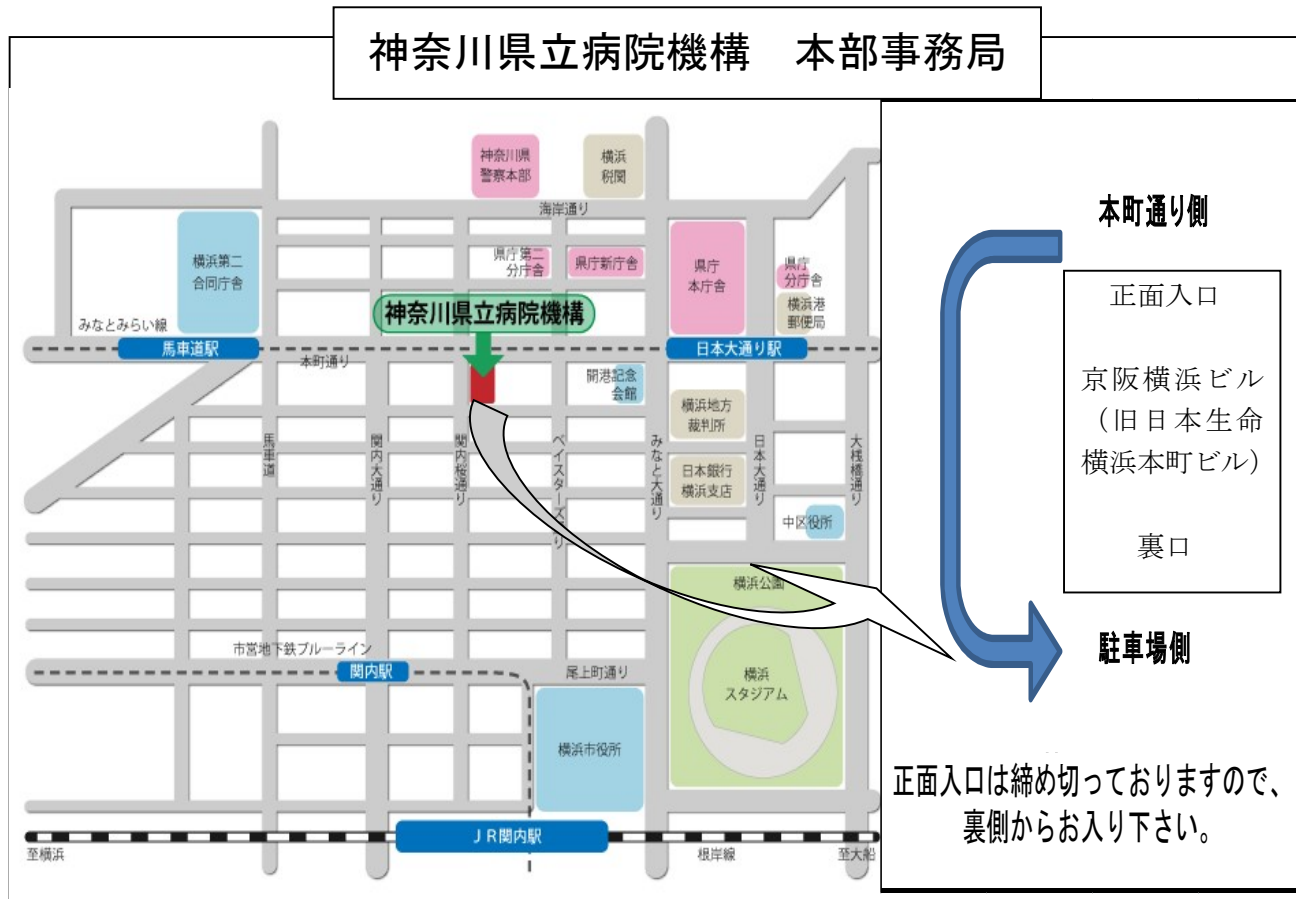 神奈川県立病院機構　本部事務局
神奈川県
警察本部
横浜
税関
海岸通り
横浜第二
合同庁舎
県庁第二
分庁舎
県庁新庁舎
県庁
本庁舎
県庁
分庁舎
横浜港
郵便局
神奈川県立病院機構
みなとみらい線
馬車道駅
本町通り
日本大通り駅
開港記念
会館
横浜地方
裁判所
馬車道
関内大通り
関内桜通り
ベイスターズ通り
みなと大通り
日本大通り
大桟橋通り
日本銀行
横浜支店
中区役所
横浜公園
市営地下鉄ブルーライン
関内駅
尾上町通り
横浜
スタジアム
横浜市役所
JR関内駅
至横浜
根岸線
至大船
本町通り側
正面入口
京阪横浜ビル
（旧日本生命
横浜本町ビル）
裏口
駐車場側
正面入口は締め切っておりますので、
裏側からお入り下さい。